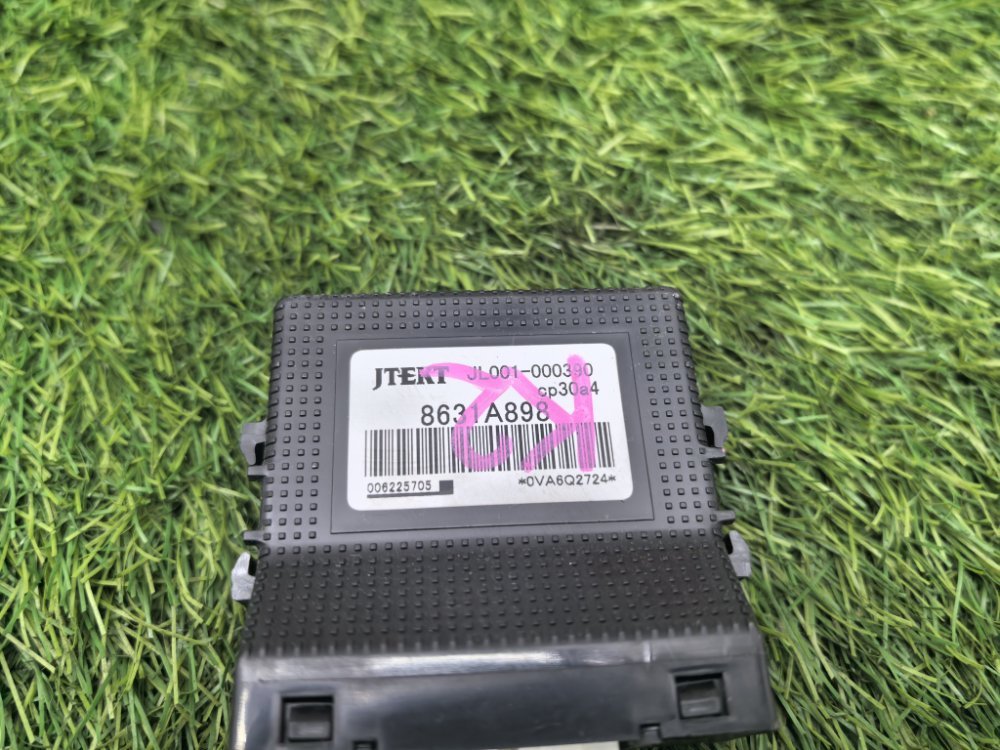 JTEKT JL001-000390
cp30a4
8631A898
006225705 *0VA6Q2724*